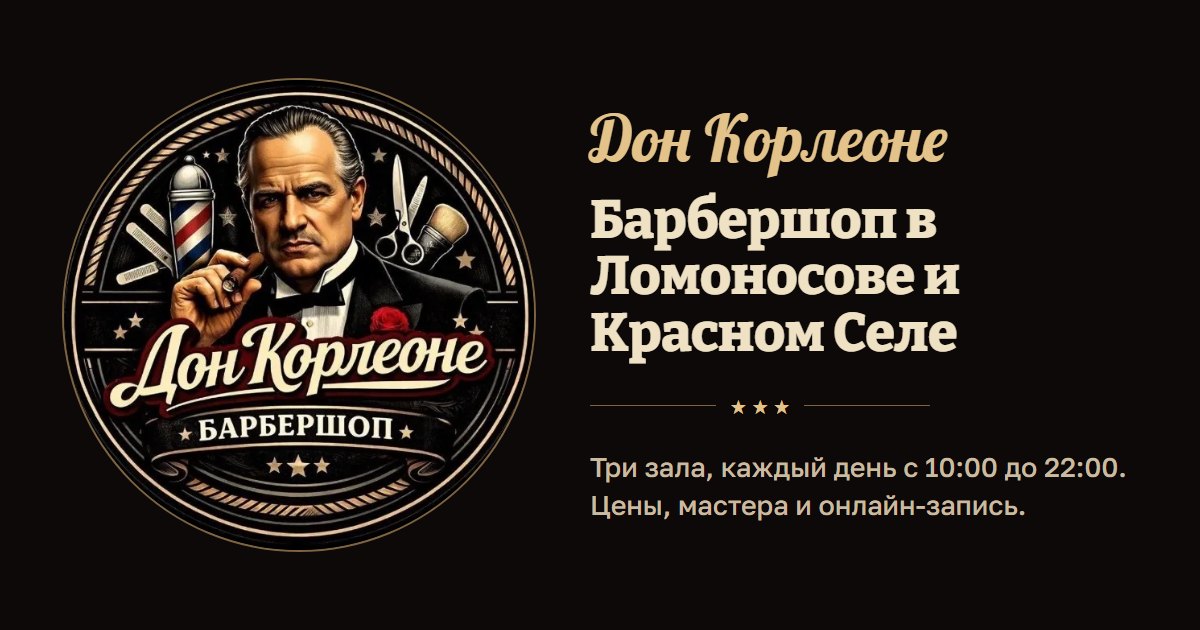 Дон Корлеоне
БАРБЕРШОП
Дон Корлеоне
Барбершоп в
Ломоносове и
Красном Селе
Три зала, каждый день с 10:00 до 22:00.
Цены, мастера и онлайн-запись.